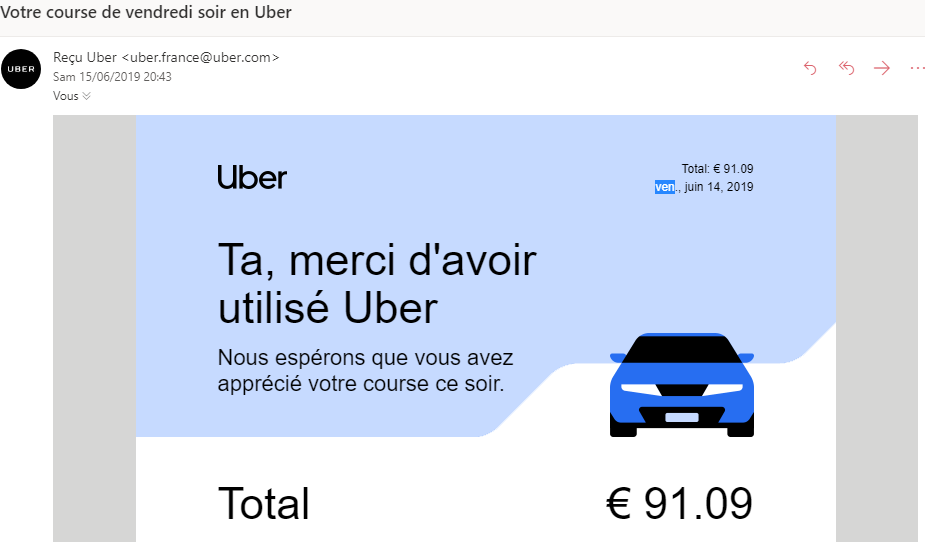 Votre course de vendredi soir en Uber
UBER
Reçu Uber <uber.france@uber.com>
Sam 15/06/2019 20:43
Vous
Uber
Total: € 91.09
ven., juin 14, 2019
Ta, merci d'avoir
utilisé Uber
Nous espérons que vous avez
apprécié votre course ce soir.
Total
€ 91.09